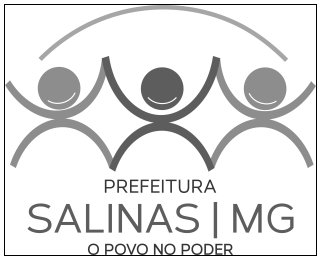 PREFEITURA
SALINAS | MG
O POVO NO PODER